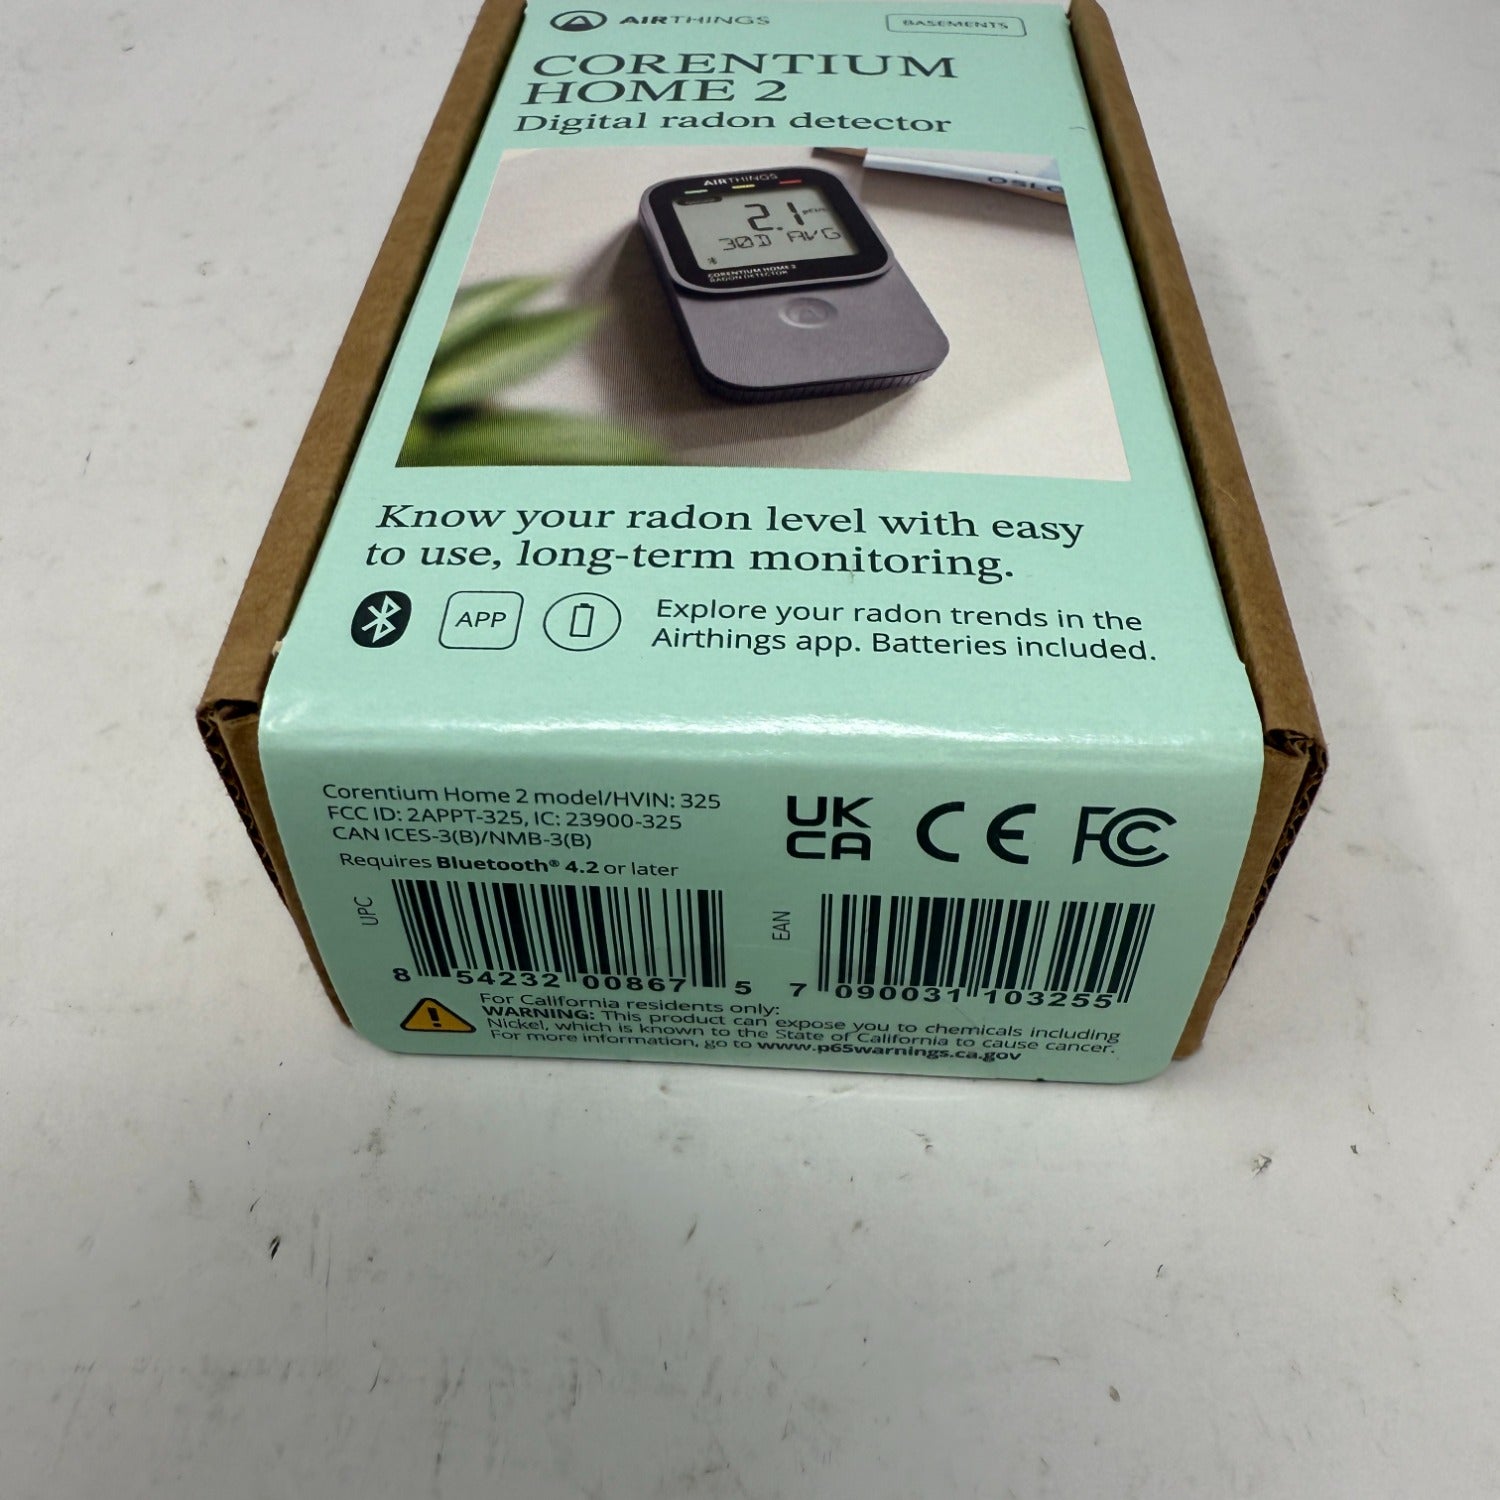 AIRTHINGS
BASEMENTS
CORENTIUM
HOME 2
Digital radon detector
OSLO
AIRTHINGS
2.1 pCi/L
30D AVG
CORENTIUM HOME 2
RADON DETECTOR
Know your radon level with easy
to use, long-term monitoring.
APP
Explore your radon trends in the
Airthings app. Batteries included.
Corentium Home 2 model/HVIN: 325
FCC ID: 2APPT-325, IC: 23900-325
CAN ICES-3(B)/NMB-3(B)
Requires Bluetooth® 4.2 or later
UK
CA
CE
FC
UPC
8 54232 00867 5
EAN
7 090031 103255
For California residents only:
WARNING: This product can expose you to chemicals including
Nickel, which is known to the State of California to cause cancer.
For more information, go to www.p65warnings.ca.gov